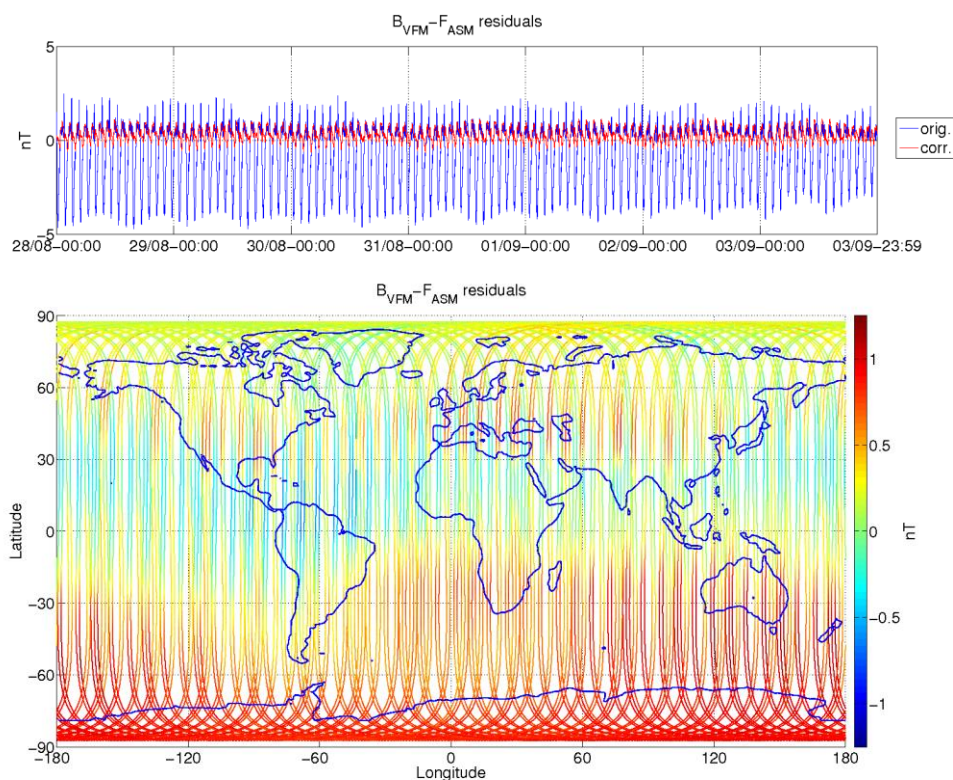 B_VFM–F_ASM residuals
5
0
–5
nT
28/08–00:00 29/08–00:00 30/08–00:00 31/08–00:00 01/09–00:00 02/09–00:00 03/09–00:00 03/09–23:59
orig.
corr.
B_VFM–F_ASM residuals
90
60
30
0
–30
–60
–90
Latitude
–180 –120 –60 0 60 120 180
Longitude
1
0.5
0
–0.5
–1
nT